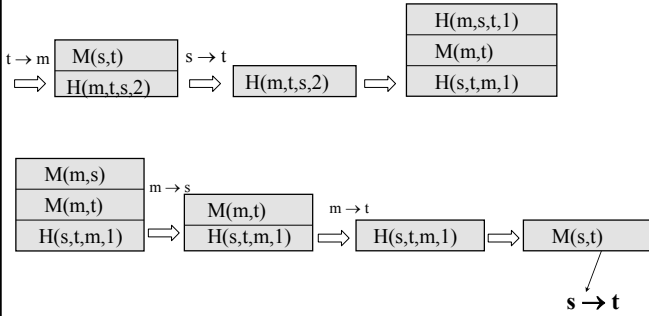 t → m
M(s,t)
H(m,t,s,2)
s → t
H(m,t,s,2)
H(m,s,t,1)
M(m,t)
H(s,t,m,1)
M(m,s)
M(m,t)
H(s,t,m,1)
m → s
M(m,t)
H(s,t,m,1)
m → t
H(s,t,m,1)
M(s,t)
s → t